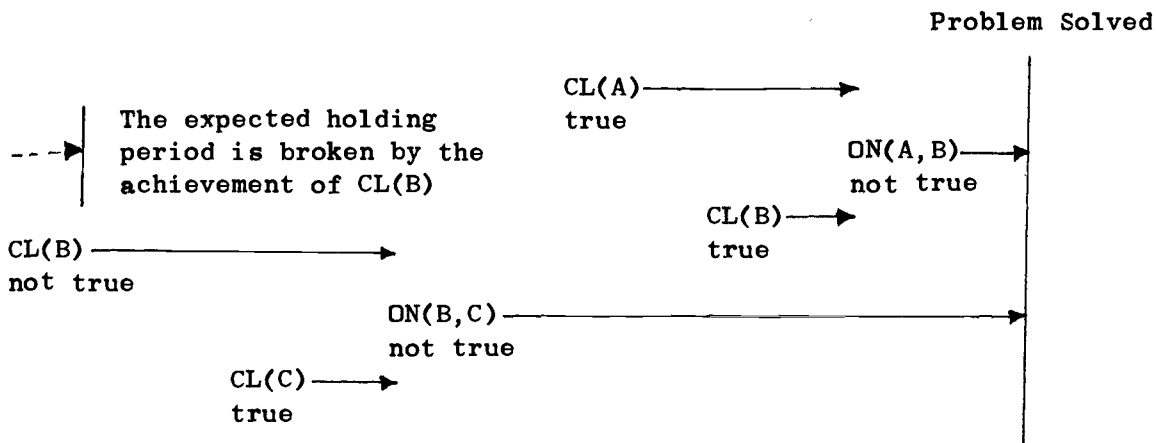 Problem Solved
CL(A)
true
The expected holding
period is broken by the
achievement of CL(B)
ON(A,B)
not true
CL(B)
true
CL(B)
not true
ON(B,C)
not true
CL(C)
true